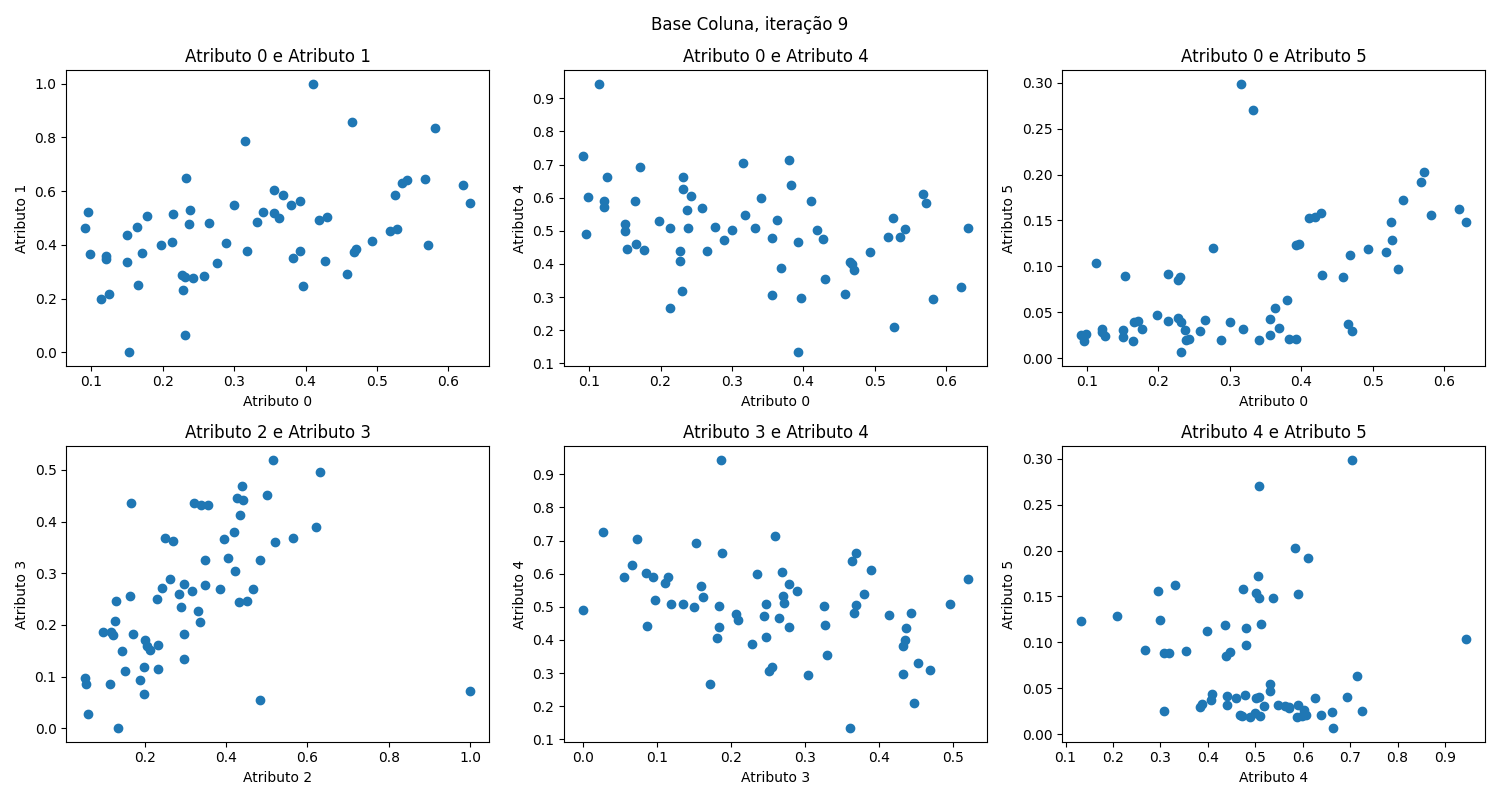 Base Coluna, iteração 9
Atributo 0 e Atributo 1
Atributo 1
1.0
0.8
0.6
0.4
0.2
0.0
0.1 0.2 0.3 0.4 0.5 0.6
Atributo 0
Atributo 0 e Atributo 4
Atributo 4
0.9
0.8
0.7
0.6
0.5
0.4
0.3
0.2
0.1
0.1 0.2 0.3 0.4 0.5 0.6
Atributo 0
Atributo 0 e Atributo 5
Atributo 5
0.30
0.25
0.20
0.15
0.10
0.05
0.00
0.1 0.2 0.3 0.4 0.5 0.6
Atributo 0
Atributo 2 e Atributo 3
Atributo 3
0.5
0.4
0.3
0.2
0.1
0.0
0.2 0.4 0.6 0.8 1.0
Atributo 2
Atributo 3 e Atributo 4
Atributo 4
0.9
0.8
0.7
0.6
0.5
0.4
0.3
0.2
0.1
0.0 0.1 0.2 0.3 0.4 0.5
Atributo 3
Atributo 4 e Atributo 5
Atributo 5
0.30
0.25
0.20
0.15
0.10
0.05
0.00
0.1 0.2 0.3 0.4 0.5 0.6 0.7 0.8 0.9
Atributo 4